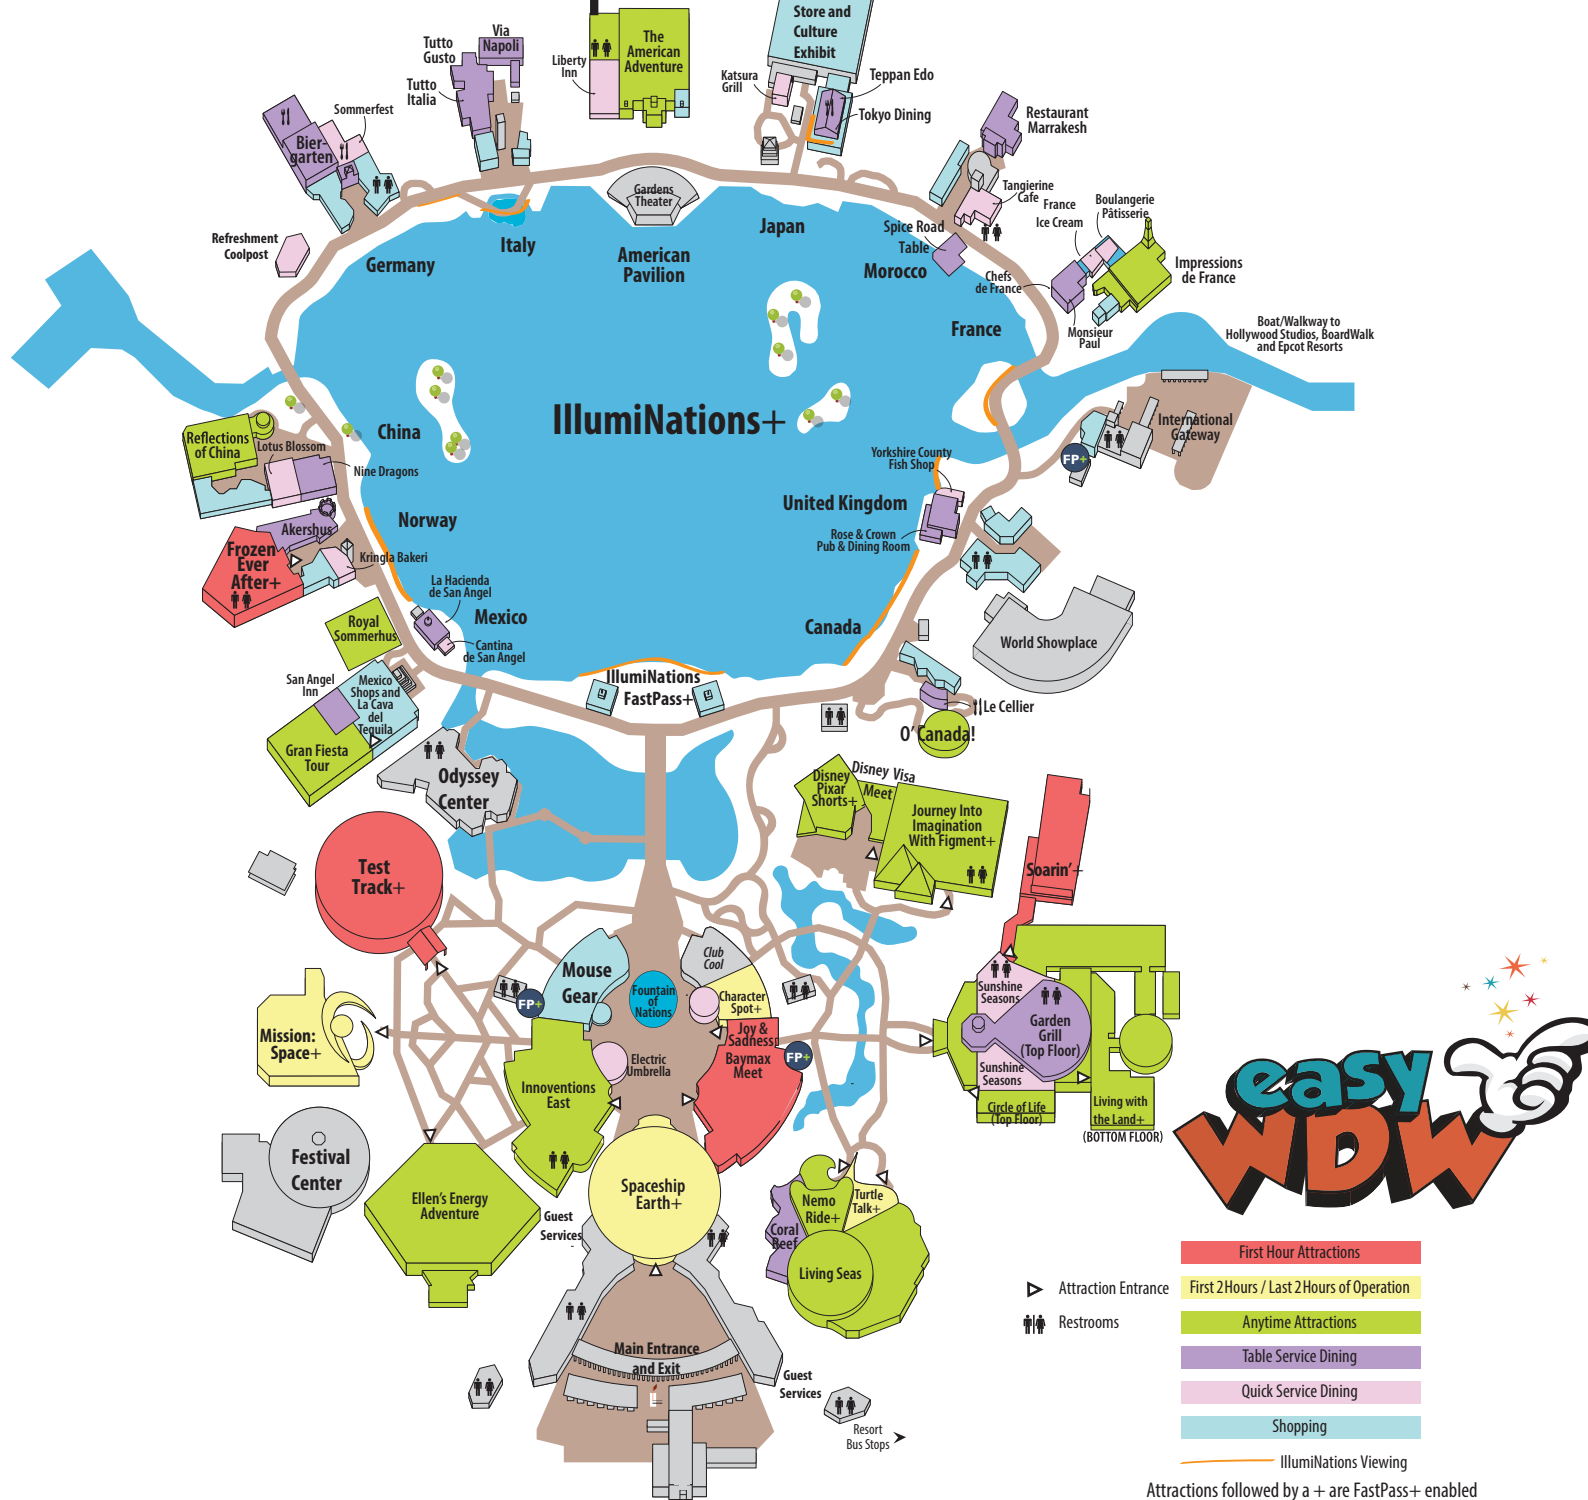 Store and
Culture
Exhibit
Via
Napoli
Tutto
Gusto
Tutto
Italia
The
American
Adventure
Liberty
Inn
Katsura
Grill
Teppan Edo
Tokyo Dining
Restaurant
Marrakesh
Sommerfest
Bier-
garten
Tangierine
Cafe
France
Ice Cream
Boulangerie
Pâtisserie
Gardens
Theater
Japan
Spice Road
Table
Morocco
Refreshment
Coolpost
Germany
Italy
American
Pavilion
Chefs
de France
Impressions
de France
France
Monsieur
Paul
Boat/Walkway to
Hollywood Studios, BoardWalk
and Epcot Resorts
IllumiNations+
China
Reflections
of China
Lotus Blossom
Nine Dragons
International
Gateway
FP+
Yorkshire County
Fish Shop
United Kingdom
Rose & Crown
Pub & Dining Room
Norway
Akershus
Frozen
Ever
After+
Kringla Bakeri
La Hacienda
de San Angel
Mexico
Cantina
de San Angel
Royal
Sommerhus
Canada
World Showplace
San Angel
Inn
Mexico
Shops and
La Cava
del
Tequila
Gran Fiesta
Tour
IllumiNations
FastPass+
Le Cellier
O' Canada!
Odyssey
Center
Disney
Pixar
Shorts+
Disney Visa
Meet
Journey Into
Imagination
With Figment+
Soarin'+
Test
Track+
Mouse
Gear
FP+
Fountain
of
Nations
Club
Cool
Character
Spot+
Joy &
Sadness
Baymax
Meet
FP+
Sunshine
Seasons
Garden
Grill
(Top Floor)
Sunshine
Seasons
Circle of Life
(Top Floor)
Living with
the Land+
(BOTTOM FLOOR)
Mission:
Space+
Electric
Umbrella
Innoventions
East
Festival
Center
Ellen's Energy
Adventure
Spaceship
Earth+
Guest
Services
Nemo
Ride+
Turtle
Talk+
Coral
Reef
Living Seas
Main Entrance
and Exit
Guest
Services
Resort
Bus Stops
easy
WDW
Attraction Entrance
Restrooms
First Hour Attractions
First 2Hours / Last 2Hours of Operation
Anytime Attractions
Table Service Dining
Quick Service Dining
Shopping
IllumiNations Viewing
Attractions followed by a + are FastPass+ enabled